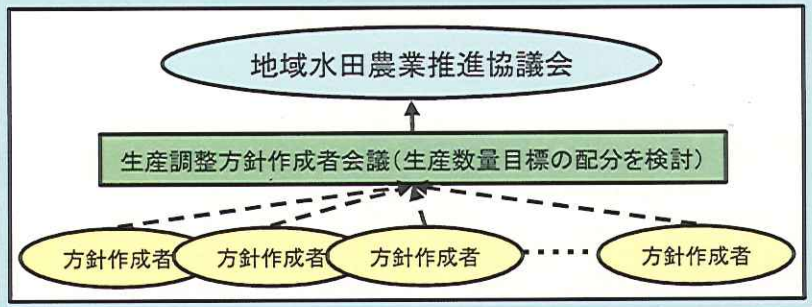 地域水田農業推進協議会
生産調整方針作成者会議(生産数量目標の配分を検討)
方針作成者 方針作成者 方針作成者 方針作成者